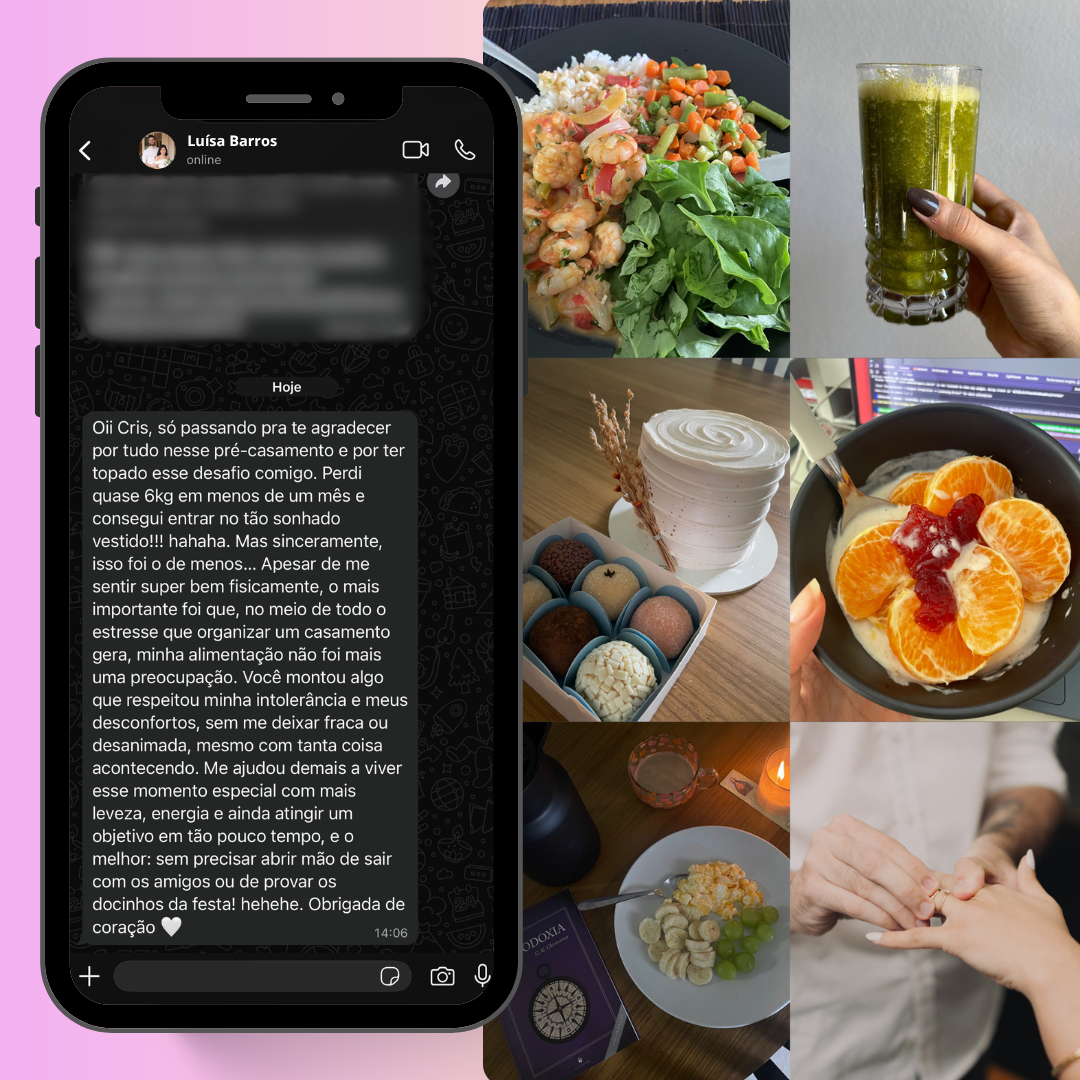 Luísa Barros
online
Hoje
Oii Cris, só passando pra te agradecer
por tudo nesse pré-casamento e por ter
topado esse desafio comigo. Perdi
quase 6kg em menos de um mês e
consegui entrar no tão sonhado
vestido!!! hahaha. Mas sinceramente,
isso foi o de menos... Apesar de me
sentir super bem fisicamente, o mais
importante foi que, no meio de todo o
estresse que organizar um casamento
gera, minha alimentação não foi mais
uma preocupação. Você montou algo
que respeitou minha intolerância e meus
desconfortos, sem me deixar fraca ou
desanimada, mesmo com tanta coisa
acontecendo. Me ajudou demais a viver
esse momento especial com mais
leveza, energia e ainda atingir um
objetivo em tão pouco tempo, e o
melhor: sem precisar abrir mão de sair
com os amigos ou de provar os
docinhos da festa! hehehe. Obrigada de
coração 🤍
14:06
ODOXIA